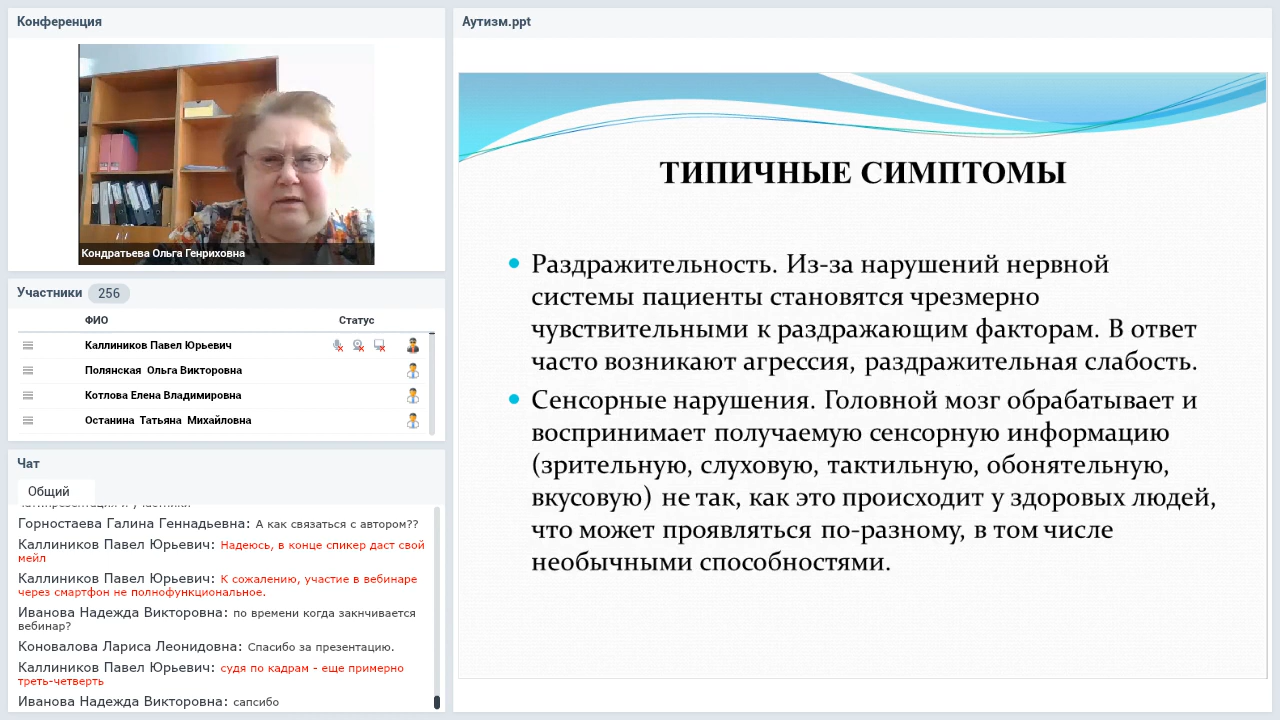 Конференция
Кондратьева Ольга Генриховна
Участники 256
ФИО Статус
Каллиников Павел Юрьевич
Полянская Ольга Викторовна
Котлова Елена Владимировна
Останина Татьяна Михайловна
Чат
Общий
Горностаева Галина Геннадьевна: А как связаться с автором??
Каллиников Павел Юрьевич: Надеюсь, в конце спикер даст свой
мейл
Каллиников Павел Юрьевич: К сожалению, участие в вебинаре
через смартфон не полнофункциональное.
Иванова Надежда Викторовна: по времени когда закнчивается
вебинар?
Коновалова Лариса Леонидовна: Спасибо за презентацию.
Каллиников Павел Юрьевич: судя по кадрам - еще примерно
треть-четверть
Иванова Надежда Викторовна: сапсибо
Аутизм.ppt
ТИПИЧНЫЕ СИМПТОМЫ
• Раздражительность. Из-за нарушений нервной
системы пациенты становятся чрезмерно
чувствительными к раздражающим факторам. В ответ
часто возникают агрессия, раздражительная слабость.
• Сенсорные нарушения. Головной мозг обрабатывает и
воспринимает получаемую сенсорную информацию
(зрительную, слуховую, тактильную, обонятельную,
вкусовую) не так, как это происходит у здоровых людей,
что может проявляться по-разному, в том числе
необычными способностями.